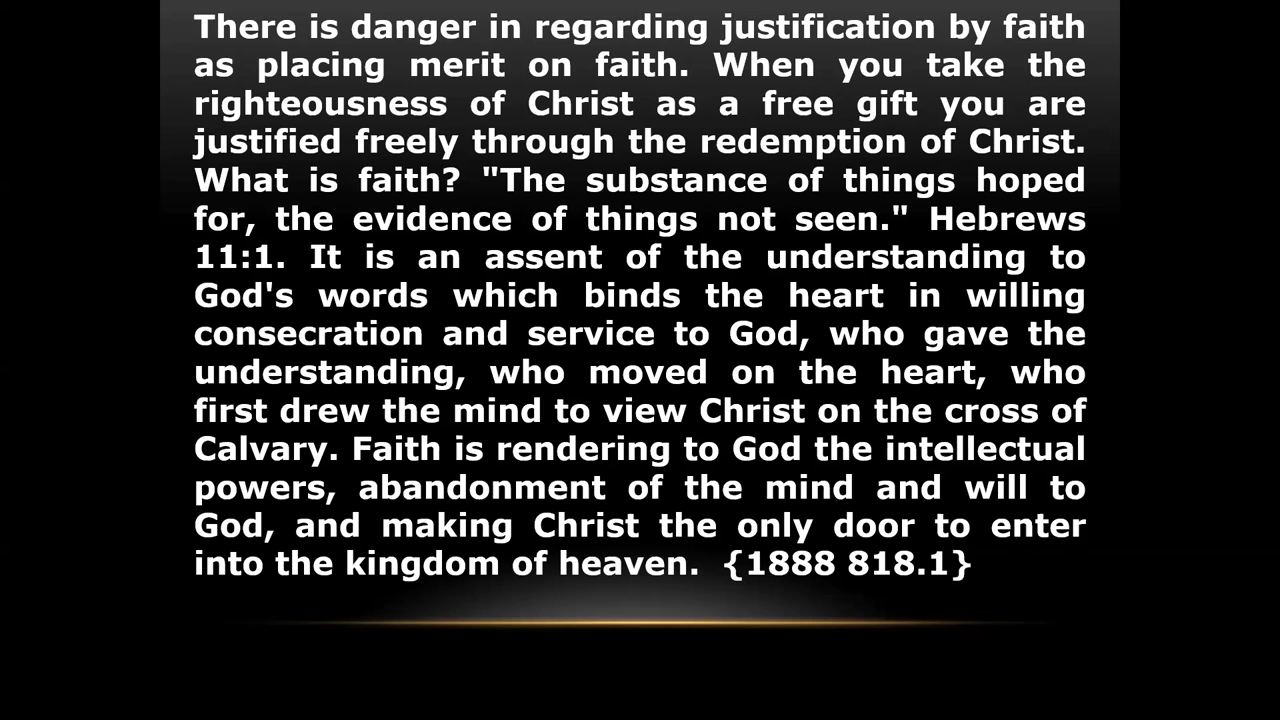 There is danger in regarding justification by faith
as placing merit on faith. When you take the
righteousness of Christ as a free gift you are
justified freely through the redemption of Christ.
What is faith? "The substance of things hoped
for, the evidence of things not seen." Hebrews
11:1. It is an assent of the understanding to
God's words which binds the heart in willing
consecration and service to God, who gave the
understanding, who moved on the heart, who
first drew the mind to view Christ on the cross of
Calvary. Faith is rendering to God the intellectual
powers, abandonment of the mind and will to
God, and making Christ the only door to enter
into the kingdom of heaven.  {1888 818.1}